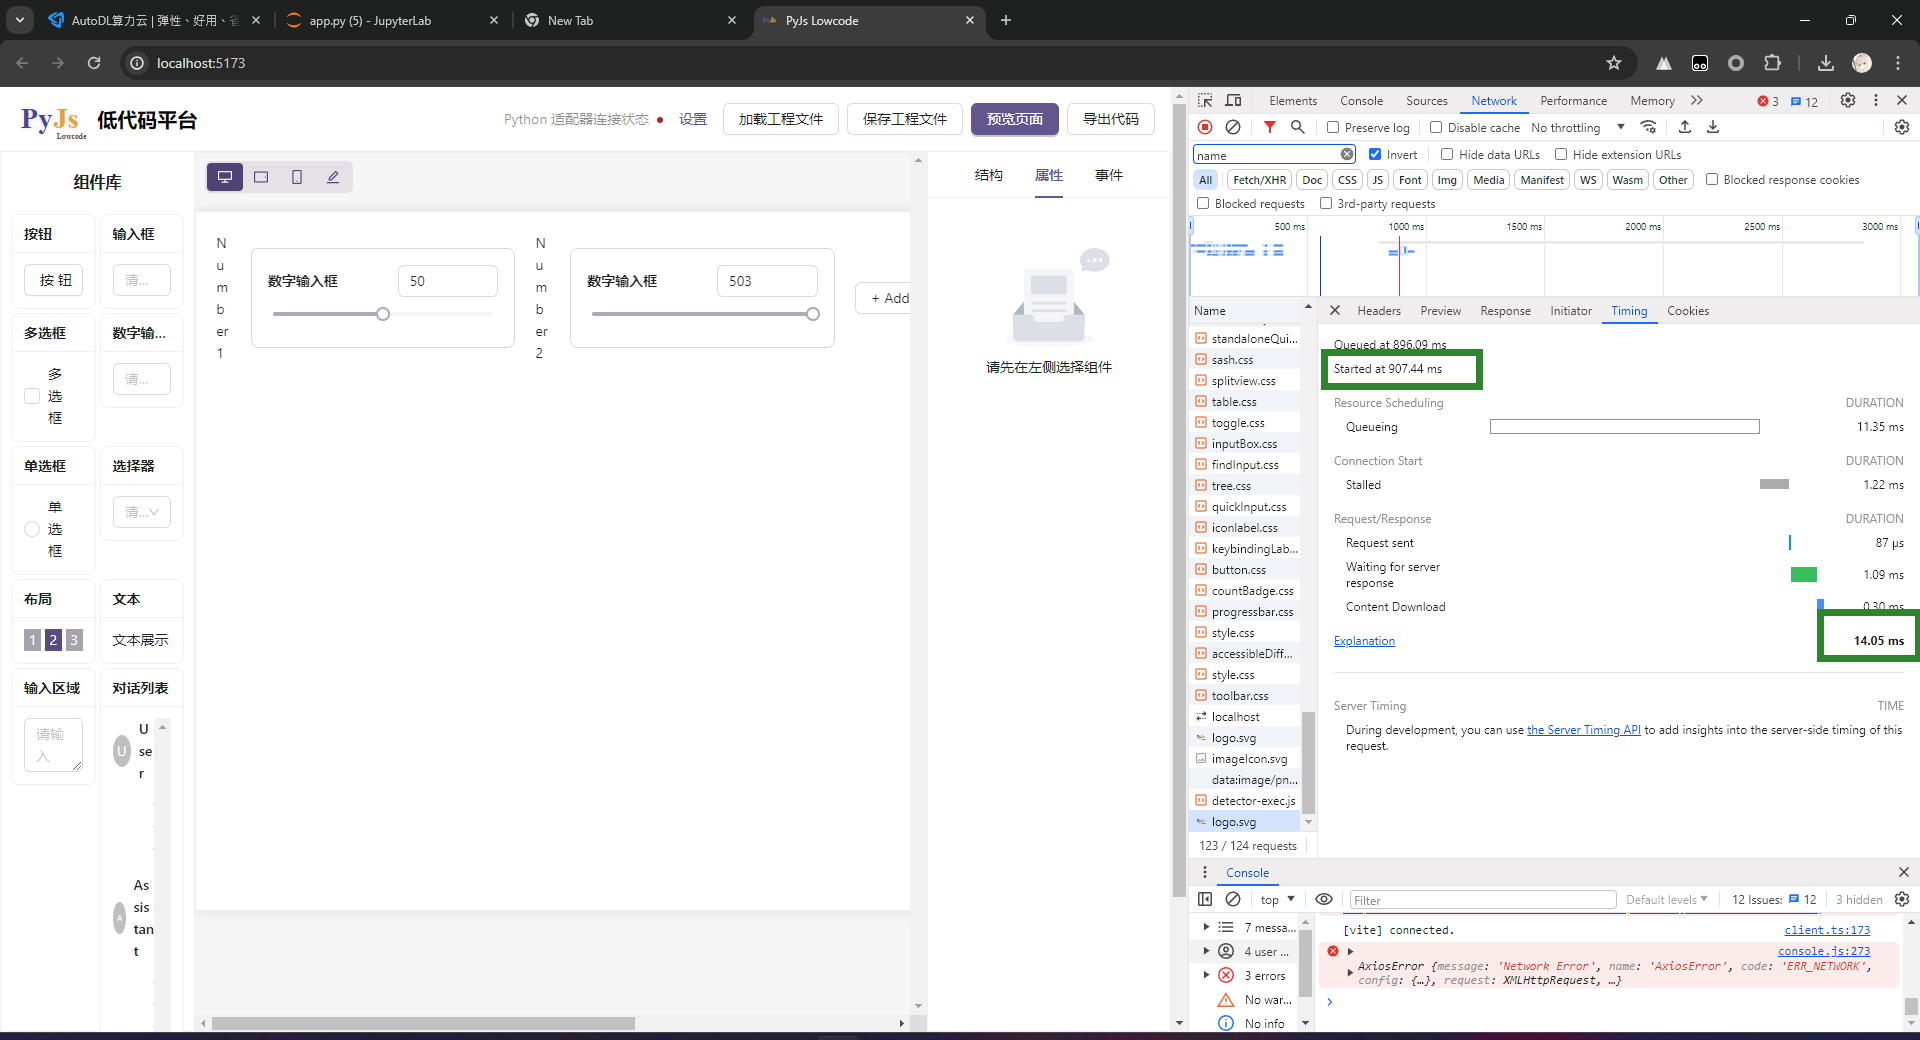 AutoDL算力云 | 弹性、好用、省
app.py (5) - JupyterLab
New Tab
PyJs Lowcode
localhost:5173
PyJs
Lowcode
低代码平台
Python 适配器连接状态
设置
加载工程文件
保存工程文件
预览页面
导出代码
组件库
按钮
输入框
按 钮
请...
多选框
数字输...
多
选
框
请...
单选框
选择器
单
选
框
请...
布局
文本
1
2
3
文本展示
输入区域
对话列表
请输
入
U
U
se
r
A
As
sis
tan
t
N
u
m
b
er
1
数字输入框
50
N
u
m
b
er
2
数字输入框
503
+ Add
结构
属性
事件
请先在左侧选择组件
Elements
Console
Sources
Network
Performance
Memory
3
12
Preserve log
Disable cache
No throttling
name
Invert
Hide data URLs
Hide extension URLs
All
Fetch/XHR
Doc
CSS
JS
Font
Img
Media
Manifest
WS
Wasm
Other
Blocked response cookies
Blocked requests
3rd-party requests
500 ms
1000 ms
1500 ms
2000 ms
2500 ms
3000 ms
Name
standaloneQui...
sash.css
splitview.css
table.css
toggle.css
inputBox.css
findInput.css
tree.css
quickInput.css
iconlabel.css
keybindingLab...
button.css
countBadge.css
progressbar.css
style.css
accessibleDiff...
style.css
toolbar.css
localhost
logo.svg
imageIcon.svg
data:image/pn...
detector-exec.js
logo.svg
123 / 124 requests
Headers
Preview
Response
Initiator
Timing
Cookies
Queued at 896.09 ms
Started at 907.44 ms
Resource Scheduling
DURATION
Queueing
11.35 ms
Connection Start
DURATION
Stalled
1.22 ms
Request/Response
DURATION
Request sent
87 µs
Waiting for server
response
1.09 ms
Content Download
0.30 ms
Explanation
14.05 ms
Server Timing
TIME
During development, you can use the Server Timing API to add insights into the server-side timing of this
request.
Console
top
Filter
Default levels
12 Issues:
12
3 hidden
7 messa...
4 user ...
3 errors
No war...
No info
[vite] connected.
client.ts:173
console.js:273
AxiosError {message: 'Network Error', name: 'AxiosError', code: 'ERR_NETWORK',
config: {…}, request: XMLHttpRequest, …}